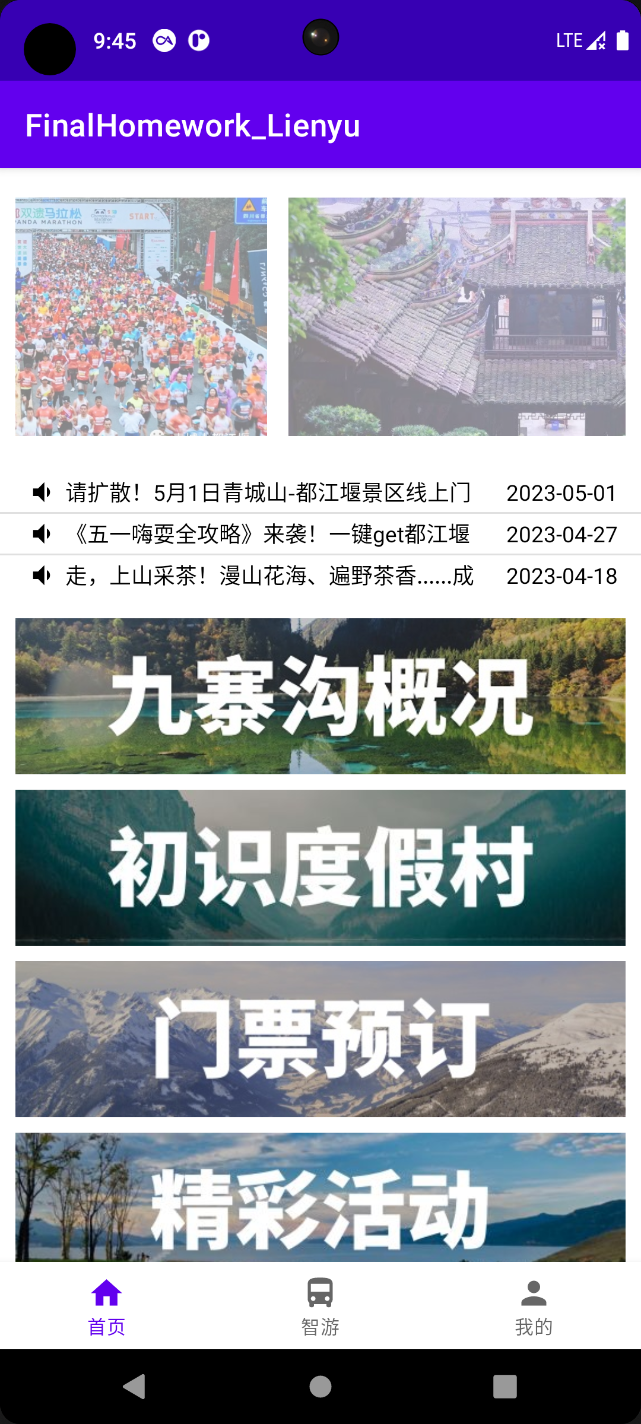 9:45
LTE
FinalHomework_Lienyu
双遗马拉松
PANDA MARATHON
START
请扩散！5月1日青城山-都江堰景区线上门 2023-05-01
《五一嗨耍全攻略》来袭！一键get都江堰 2023-04-27
走，上山采茶！漫山花海、遍野茶香......成 2023-04-18
九寨沟概况
初识度假村
门票预订
精彩活动
首页 智游 我的